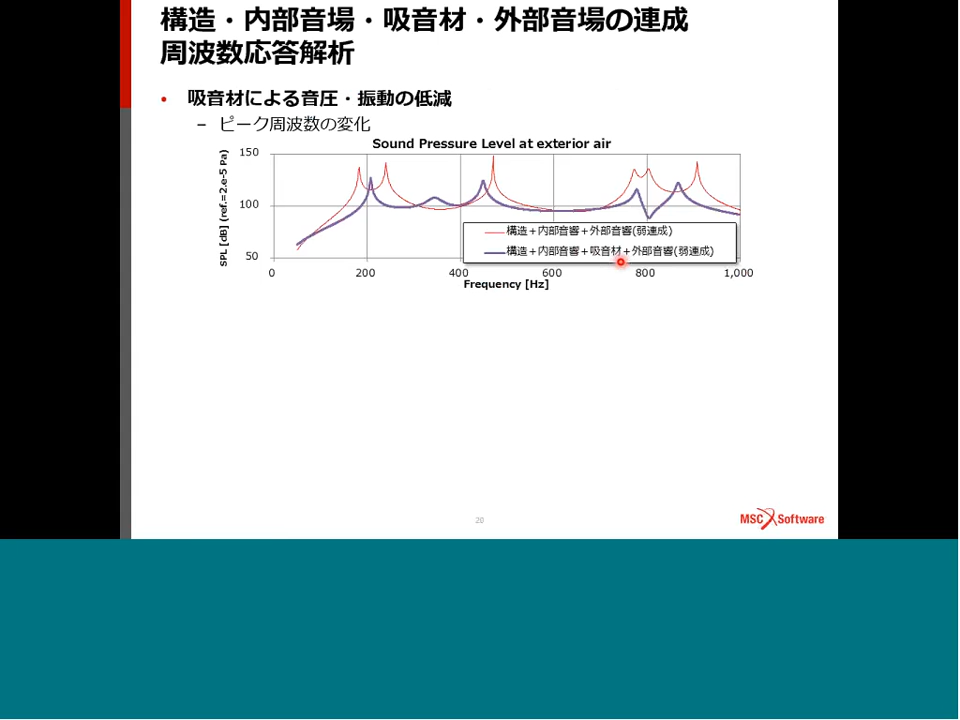 構造・内部音場・吸音材・外部音場の連成
周波数応答解析
• 吸音材による音圧・振動の低減
– ピーク周波数の変化
Sound Pressure Level at exterior air
SPL [dB] (ref.=2.e-5 Pa)
150
100
50
構造＋内部音響＋外部音響(弱連成)
構造＋内部音響＋吸音材＋外部音響(弱連成)
0 200 400 600 800 1,000
Frequency [Hz]
20
MSC Software